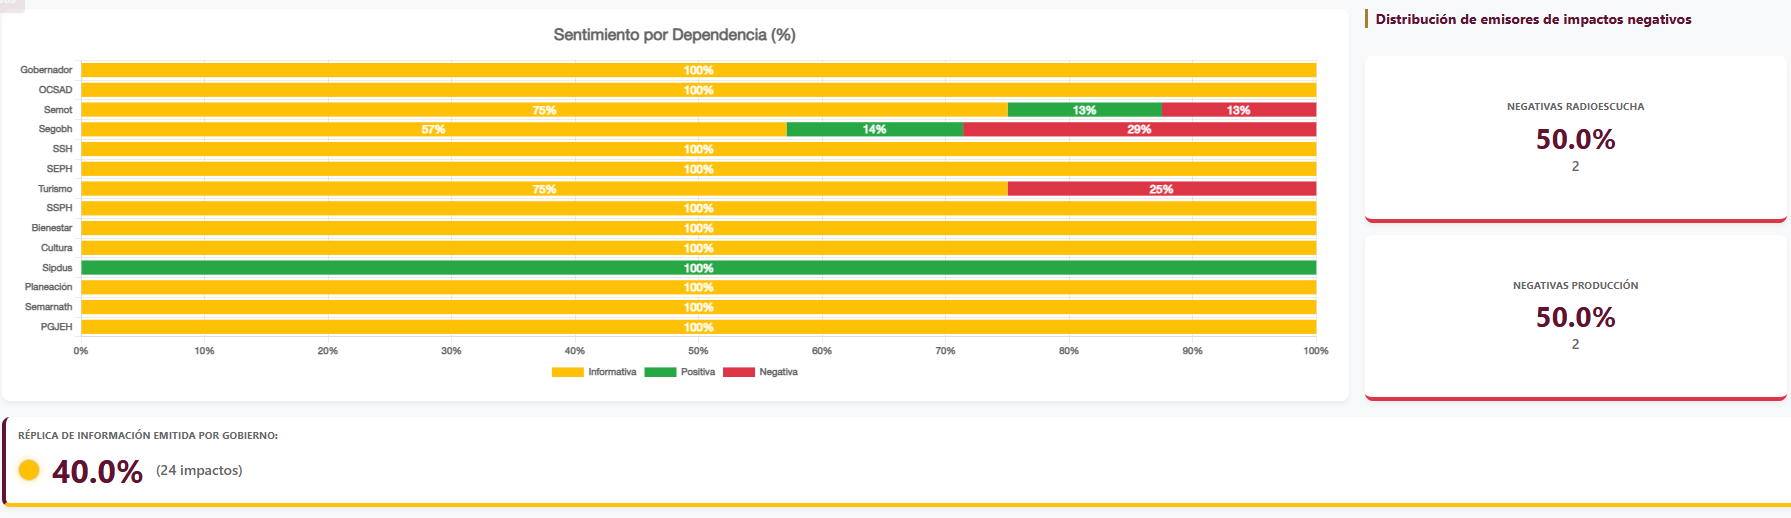 Sentimiento por Dependencia (%)
Gobernador 100%
OCSAD 100%
Semot 75% 13% 13%
Segobh 57% 14% 29%
SSH 100%
SEPH 100%
Turismo 75% 25%
SSPH 100%
Bienestar 100%
Cultura 100%
Sipdus 100%
Planeación 100%
Semarnath 100%
PGJEH 100%
0% 10% 20% 30% 40% 50% 60% 70% 80% 90% 100%
Informativa Positiva Negativa
Distribución de emisores de impactos negativos
NEGATIVAS RADIOESCUCHA
50.0%
2
NEGATIVAS PRODUCCIÓN
50.0%
2
RÉPLICA DE INFORMACIÓN EMITIDA POR GOBIERNO:
40.0% (24 impactos)